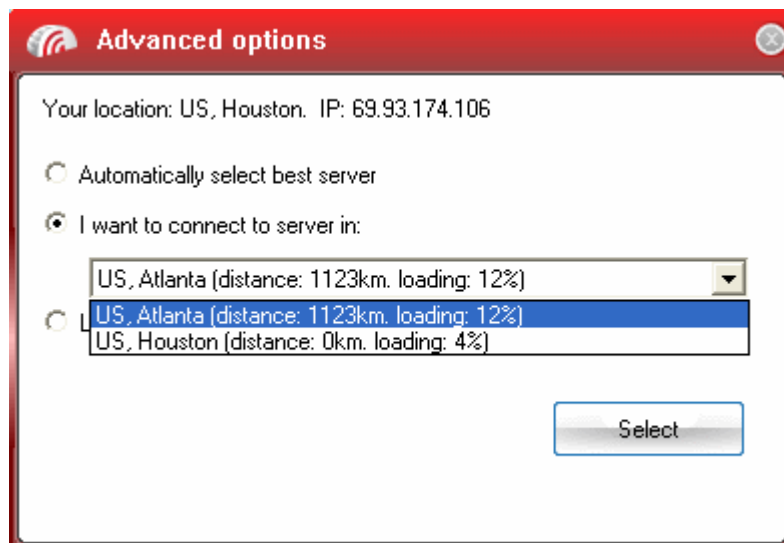 Advanced options
Your location: US, Houston.  IP: 69.93.174.106
Automatically select best server
I want to connect to server in:
US, Atlanta (distance: 1123km. loading: 12%)
US, Atlanta (distance: 1123km. loading: 12%)
US, Houston (distance: 0km. loading: 4%)
Select